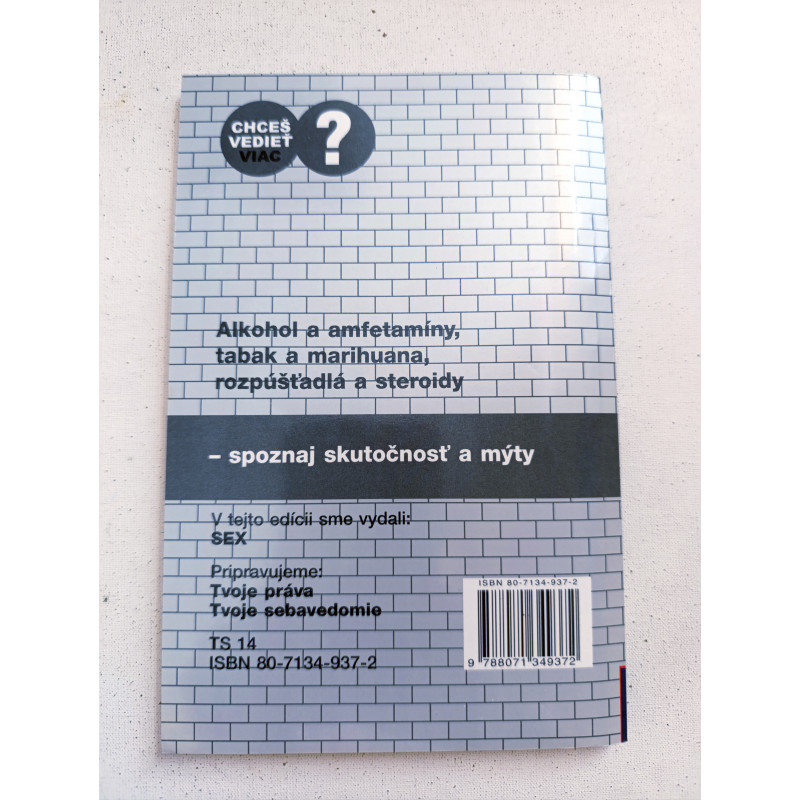 CHCEŠ
VEDIEŤ
VIAC
?
Alkohol a amfetamíny,
tabak a marihuana,
rozpúšťadlá a steroidy
– spoznaj skutočnosť a mýty
V tejto edícii sme vydali:
SEX
Pripravujeme:
Tvoje práva
Tvoje sebavedomie
TS 14
ISBN 80-7134-937-2
ISBN 80-7134-937-2
9 788071 349372